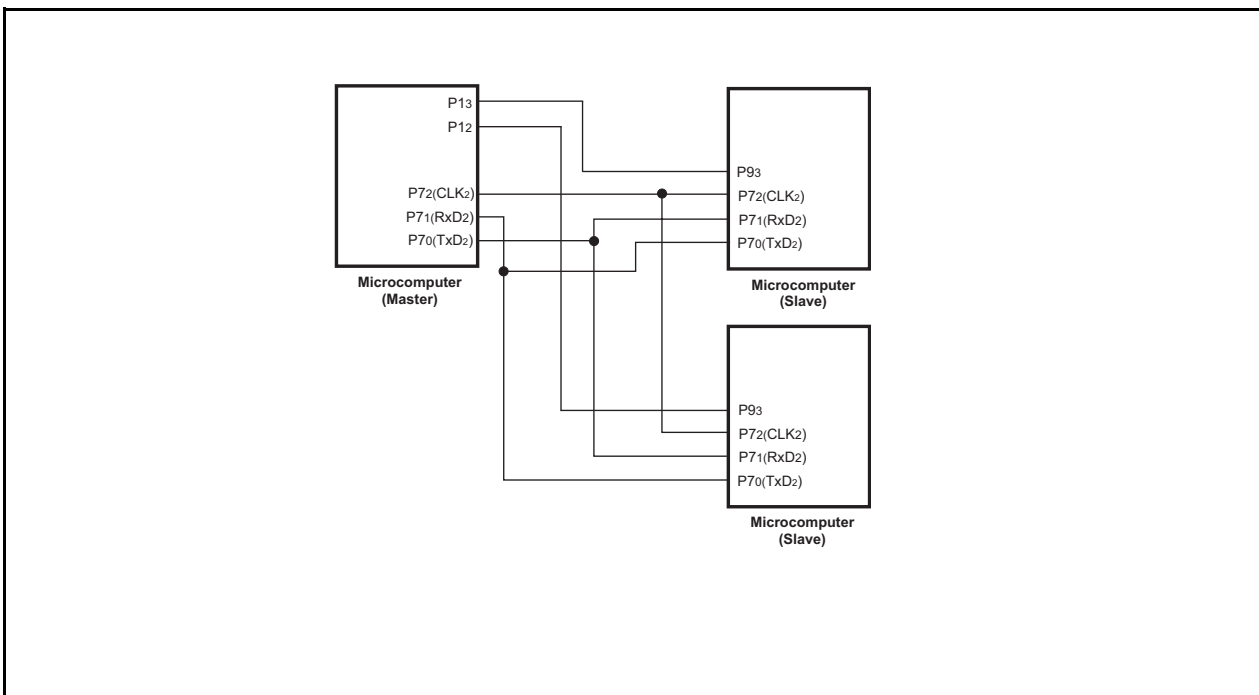 P13
P12
P72(CLK2)
P71(RxD2)
P70(TxD2)
Microcomputer
(Master)
P93
P72(CLK2)
P71(RxD2)
P70(TxD2)
Microcomputer
(Slave)
P93
P72(CLK2)
P71(RxD2)
P70(TxD2)
Microcomputer
(Slave)